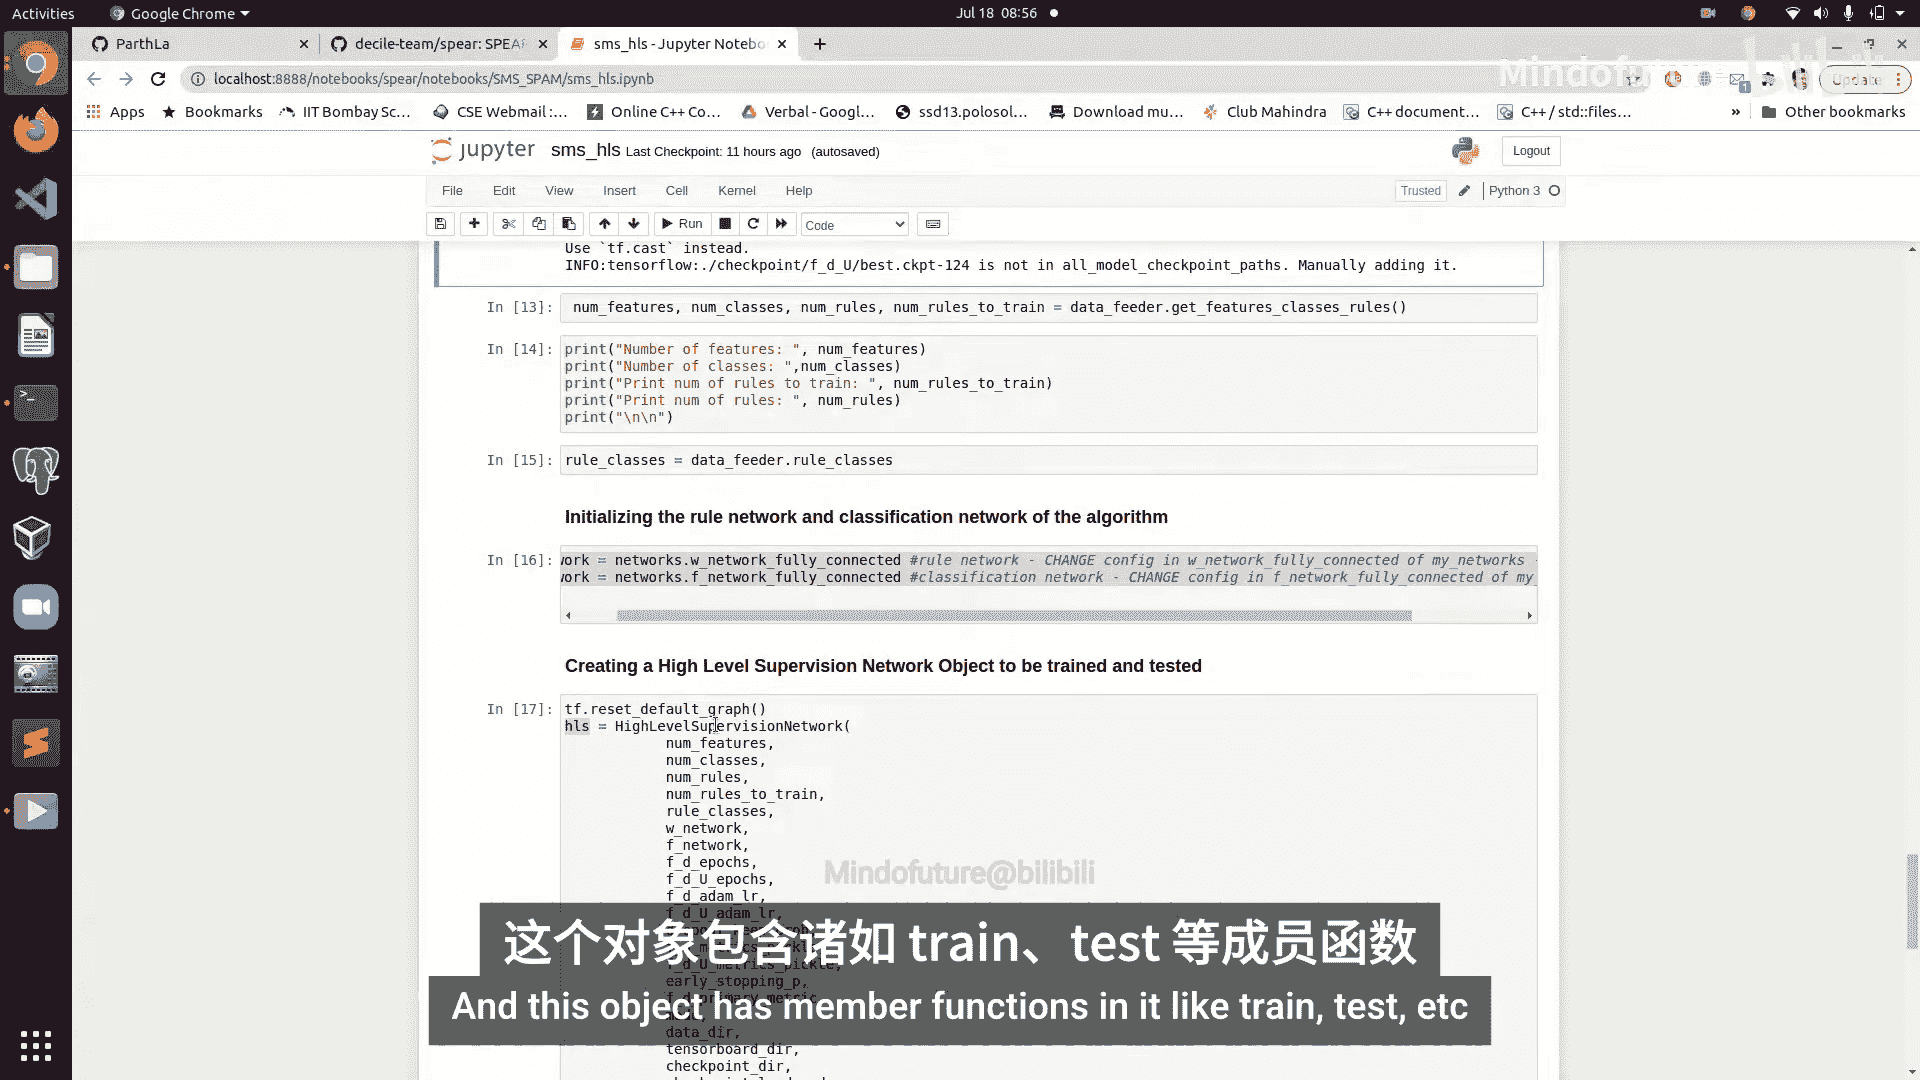 Activities
Google Chrome
Jul 18 08:56
ParthLa
decile-team/spear: SPEAR
sms_hls - Jupyter Notebo
localhost:8888/notebooks/spear/notebooks/SMS_SPAM/sms_hls.ipynb
Mindofuture
bilibili
Update
Apps
Bookmarks
IIT Bombay Sc...
CSE Webmail :...
Online C++ Co...
Verbal - Googl...
ssd13.polosol...
Download mu...
Club Mahindra
C++ document...
C++ / std::files...
»
Other bookmarks
jupyter
sms_hls Last Checkpoint: 11 hours ago (autosaved)
Logout
File
Edit
View
Insert
Cell
Kernel
Help
Trusted
Python 3
Run
Code
Use `tf.cast` instead.
INFO:tensorflow:./checkpoint/f_d_U/best.ckpt-124 is not in all_model_checkpoint_paths. Manually adding it.
In [13]: num_features, num_classes, num_rules, num_rules_to_train = data_feeder.get_features_classes_rules()
In [14]: print("Number of features: ", num_features)
print("Number of classes: ",num_classes)
print("Print num of rules to train: ", num_rules_to_train)
print("Print num of rules: ", num_rules)
print("\n\n")
In [15]: rule_classes = data_feeder.rule_classes
Initializing the rule network and classification network of the algorithm
In [16]: work = networks.w_network_fully_connected #rule network - CHANGE config in w_network_fully_connected of my_networks -
work = networks.f_network_fully_connected #classification network - CHANGE config in f_network_fully_connected of my_
Creating a High Level Supervision Network Object to be trained and tested
In [17]: tf.reset_default_graph()
hls = HighLevelSupervisionNetwork(
num_features,
num_classes,
num_rules,
num_rules_to_train,
rule_classes,
w_network,
f_network,
f_d_epochs,
f_d_U_epochs,
f_d_adam_lr,
f_d_U_adam_lr,
f_d_U_metrics_pickle,
early_stopping_p,
f_d_primary_metric
data_dir,
tensorboard_dir,
checkpoint_dir,
Mindofuture@bilibili
这个对象包含诸如 train、test 等成员函数
And this object has member functions in it like train, test, etc